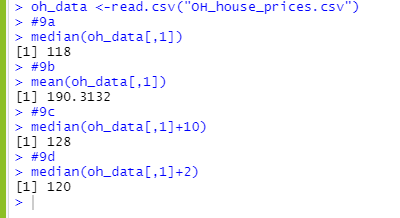 > oh_data <-read.csv("OH_house_prices.csv")
> #9a
> median(oh_data[,1])
[1] 118
> #9b
> mean(oh_data[,1])
[1] 190.3132
> #9c
> median(oh_data[,1]+10)
[1] 128
> #9d
> median(oh_data[,1]+2)
[1] 120
>